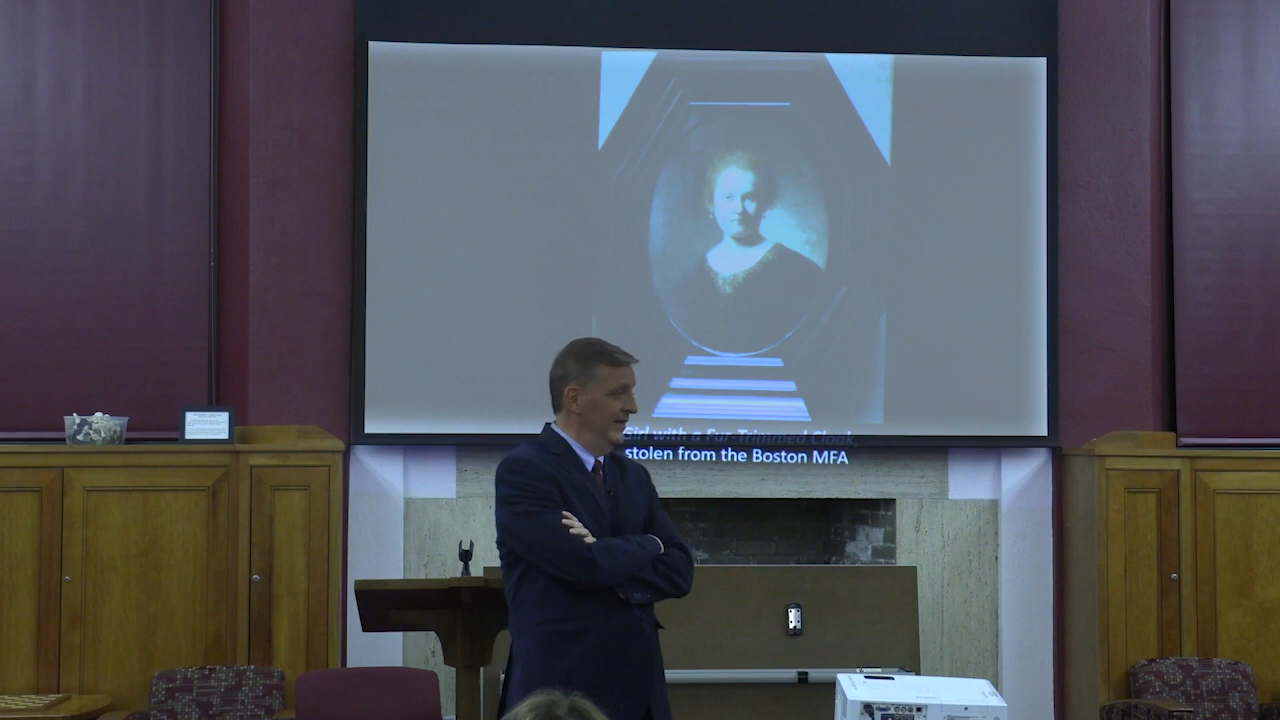 Girl with a Fur-Trimmed Cloak,
stolen from the Boston MFA